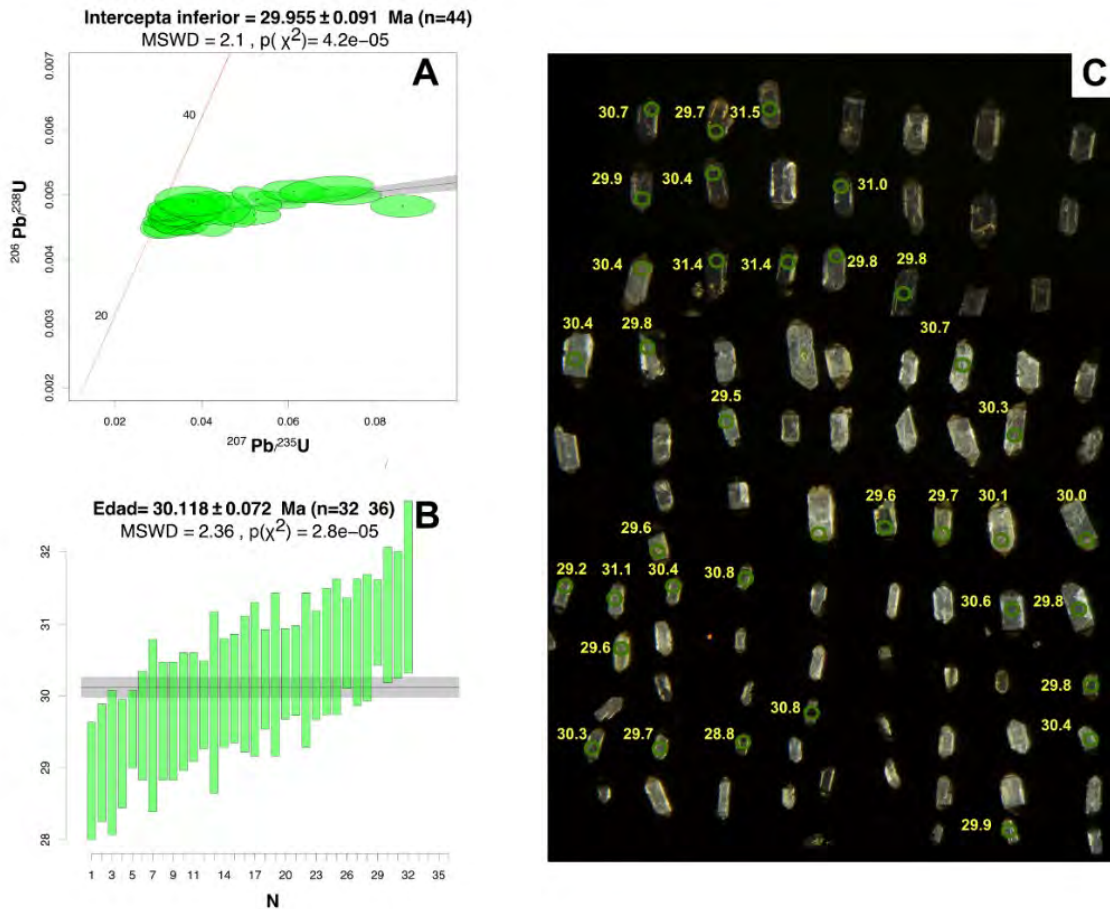 Intercepta inferior = 29.955 ± 0.091 Ma (n=44)
MSWD = 2.1 , p( χ²)= 4.2e−05
A
0.007
0.006
0.005
0.004
0.003
0.002
206 Pb/238U
40
20
0.02 0.04 0.06 0.08
207 Pb/235U
Edad= 30.118 ± 0.072 Ma (n=32 36)
MSWD = 2.36 , p(χ²) = 2.8e−05
B
32
31
30
29
28
1 3 5 7 9 11 14 17 20 23 26 29 32 35
N
C
30.7 29.7 31.5
29.9 30.4 31.0
30.4 31.4 31.4 29.8 29.8
30.4 29.8 30.7
29.5 30.3
29.6 29.6 29.7 30.1 30.0
29.2 31.1 30.4 30.8 30.6 29.8
29.6
29.8
30.8
30.3 29.7 28.8 30.4
29.9